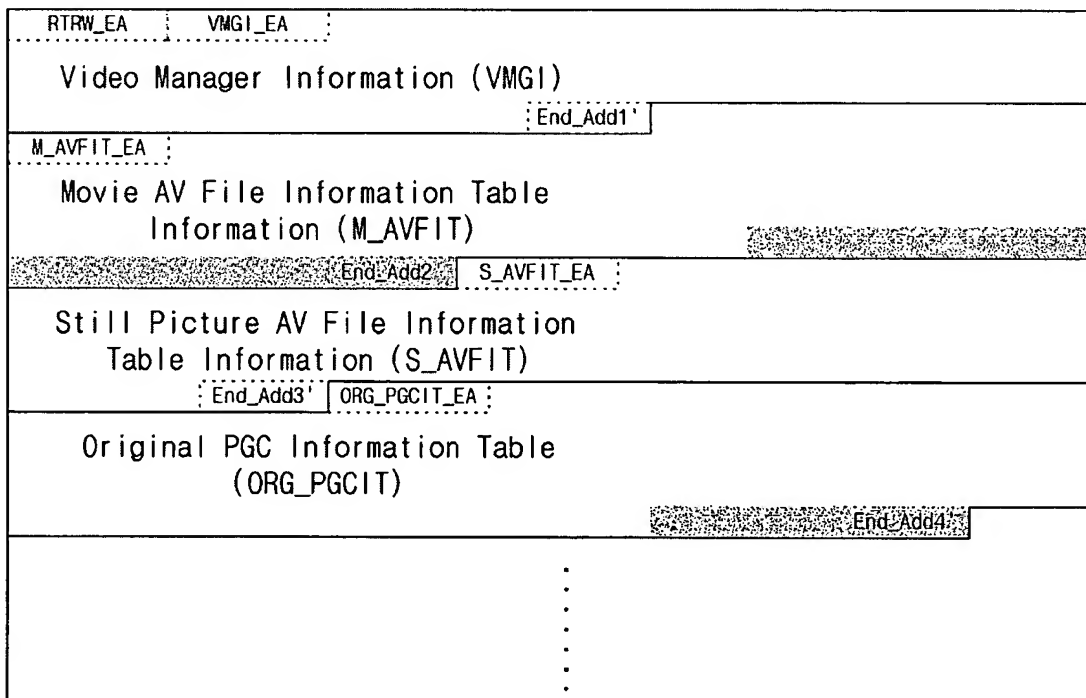 RTRW_EA VMGI_EA
Video Manager Information (VMGI)
End_Add1'
M_AVFIT_EA
Movie AV File Information Table
Information (M_AVFIT)
End_Add2' S_AVFIT_EA
Still Picture AV File Information
Table Information (S_AVFIT)
End_Add3' ORG_PGCIT_EA
Original PGC Information Table
(ORG_PGCIT)
End_Add4'